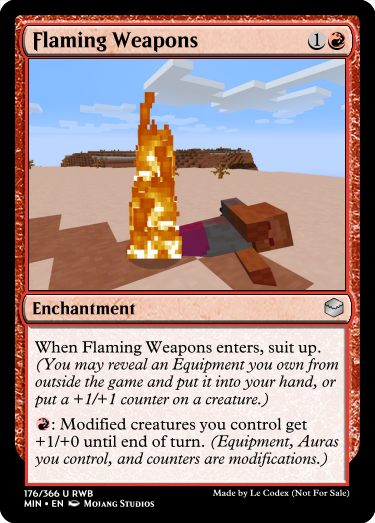 Flaming Weapons 1
Enchantment
When Flaming Weapons enters, suit up.
(You may reveal an Equipment you own from
outside the game and put it into your hand, or
put a +1/+1 counter on a creature.)
: Modified creatures you control get
+1/+0 until end of turn. (Equipment, Auras
you control, and counters are modifications.)
176/366 U RWB
MIN • EN Mojang Studios
Made by Le Codex (Not For Sale)